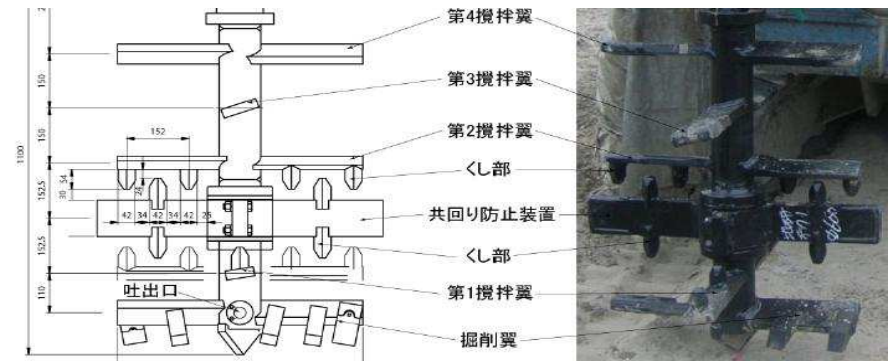 第4攪拌翼
150
第3攪拌翼
150
152
第2攪拌翼
1100
54
24
くし部
152.5
30
42 34 42 34 42 25
共回り防止装置
152.5
くし部
第1攪拌翼
110
吐出口
掘削翼